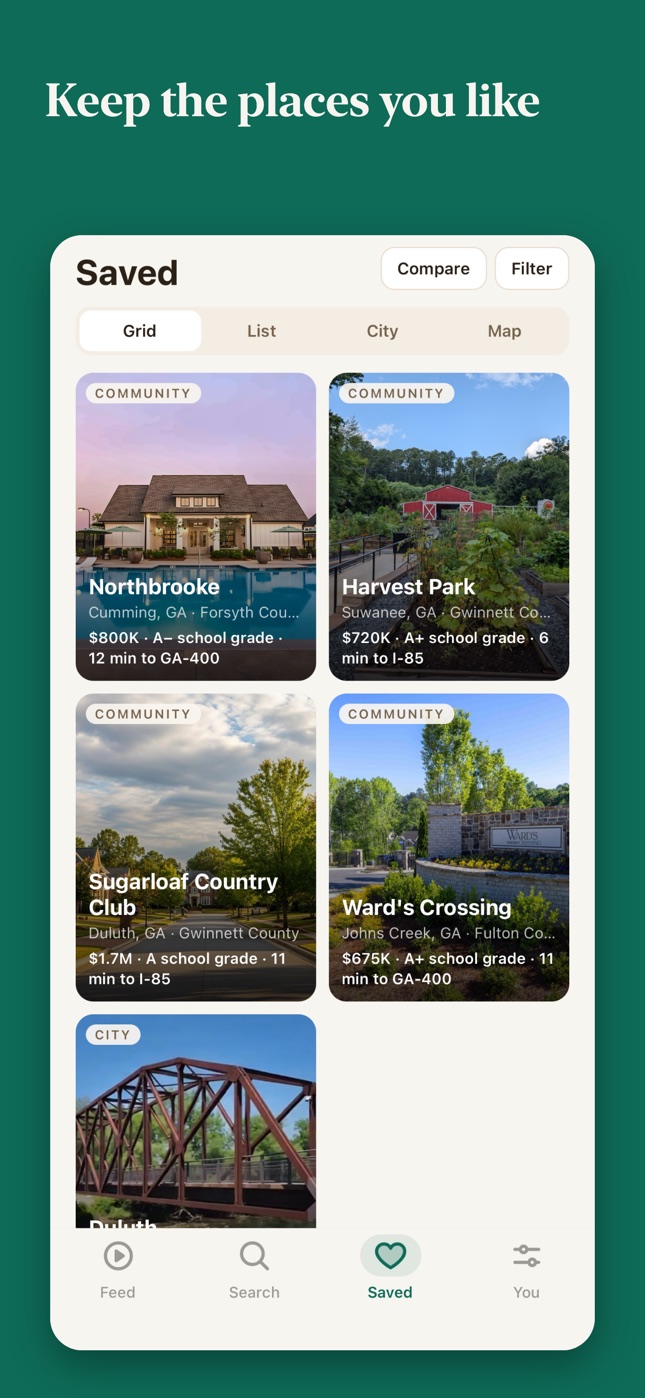 Keep the places you like
Saved
Compare
Filter
Grid
List
City
Map
COMMUNITY
Northbrooke
Cumming, GA · Forsyth Cou...
$800K · A– school grade ·
12 min to GA-400
COMMUNITY
Harvest Park
Suwanee, GA · Gwinnett Co...
$720K · A+ school grade · 6
min to I-85
COMMUNITY
Sugarloaf Country
Club
Duluth, GA · Gwinnett County
$1.7M · A school grade · 11
min to I-85
COMMUNITY
WARD'S
Ward's Crossing
Johns Creek, GA · Fulton Co...
$675K · A+ school grade · 11
min to GA-400
CITY
Duluth
Feed
Search
Saved
You